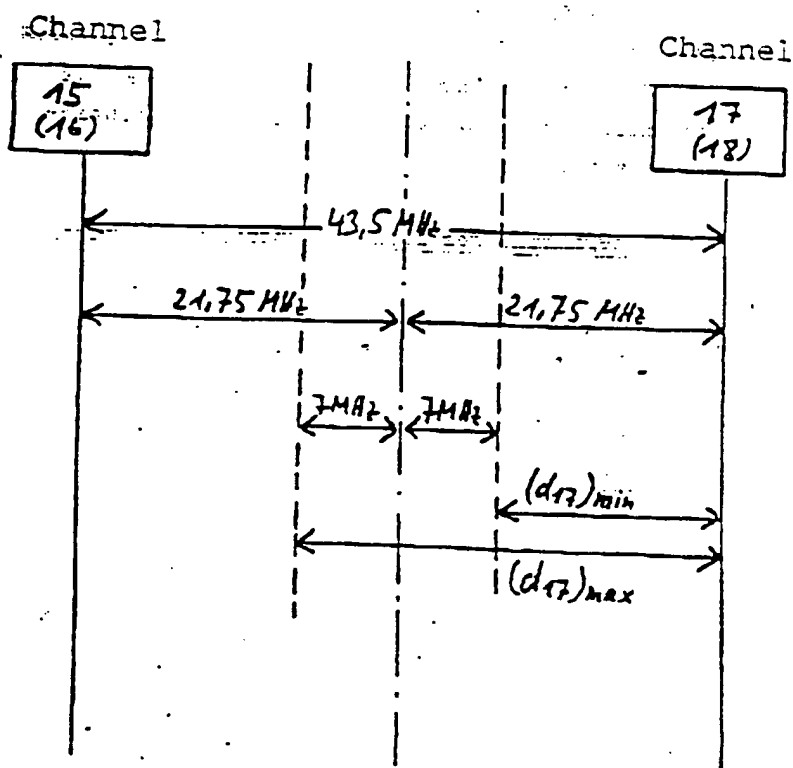 Channel
Channel
15
(16)
17
(18)
43,5 MHz
21,75 MHz
21,75 MHz
7MHz
7MHz
(d17)min
(d17)max